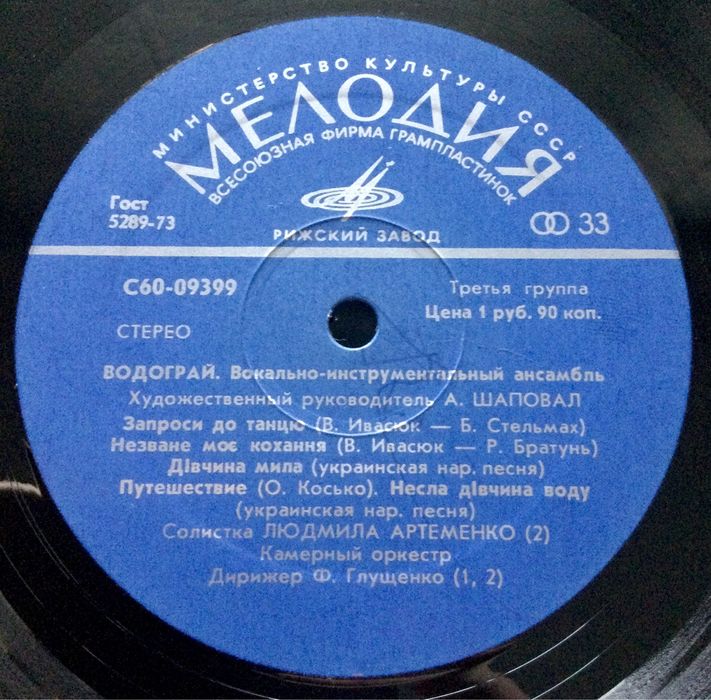 МИНИСТЕРСТВО КУЛЬТУРЫ СССР
МЕЛОДИЯ
ВСЕСОЮЗНАЯ ФИРМА ГРАМПЛАСТИНОК
Гост
5289-73
33
РИЖСКИЙ ЗАВОД
С60-09399
Третья группа
Цена 1 руб. 90 коп.
СТЕРЕО
ВОДОГРАЙ. Вокально-инструментальный ансамбль
Художественный руководитель А. ШАПОВАЛ
Запроси до танцю (В. Ивасюк — Б. Стельмах)
Незване моє кохання (В. Ивасюк — Р. Братунь)
Дівчина мила (украинская нар. песня)
Путешествие (О. Косько). Несла дівчина воду
(украинская нар. песня)
Солистка ЛЮДМИЛА АРТЕМЕНКО (2)
Камерный оркестр
Дирижер Ф. Глущенко (1, 2)